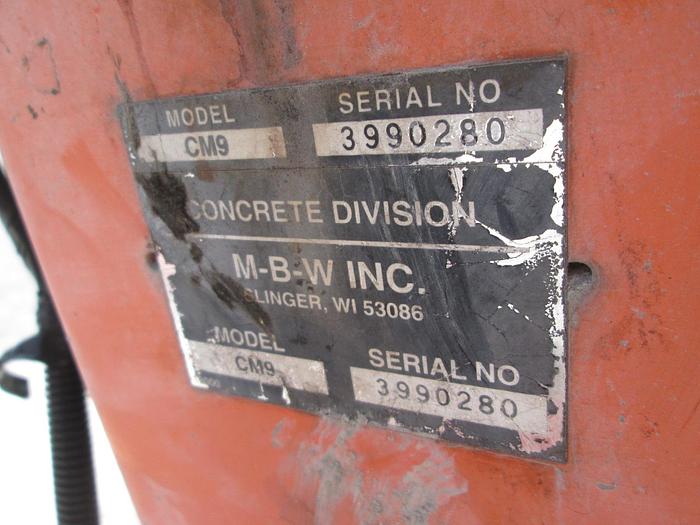 MODEL SERIAL NO
CM9 3990280
CONCRETE DIVISION
M-B-W INC.
SLINGER, WI 53086
MODEL SERIAL NO
CM9 3990280